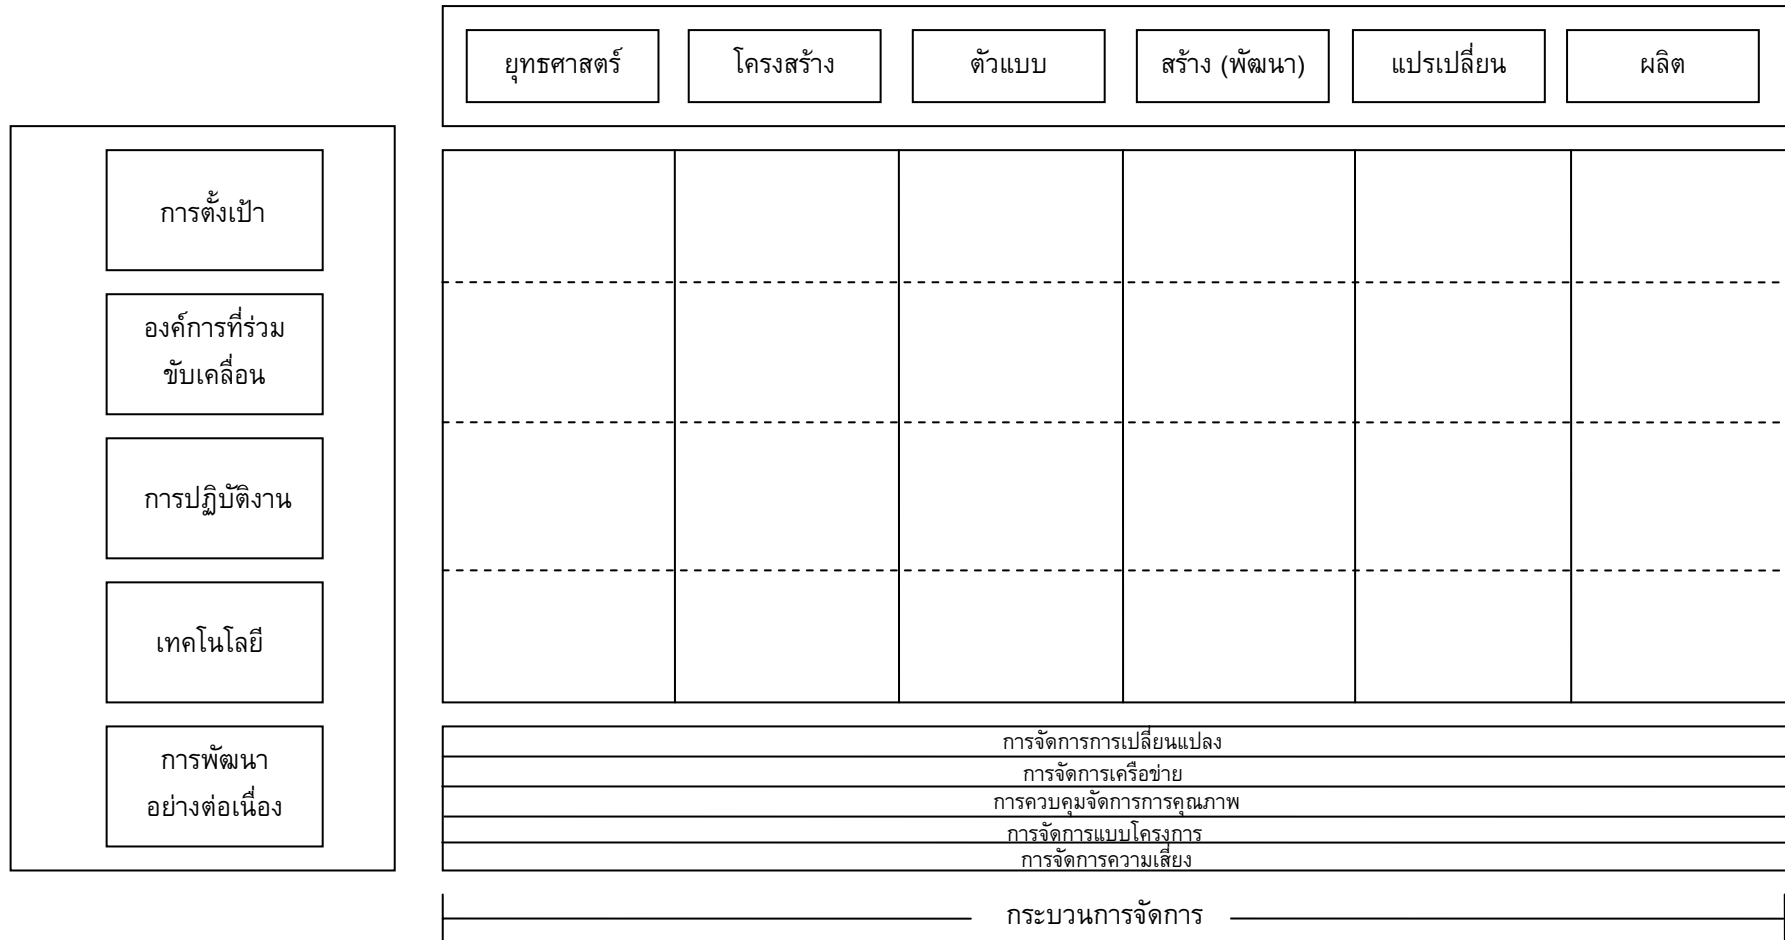 ยุทธศาสตร์
โครงสร้าง
ตัวแบบ
สร้าง (พัฒนา)
แปรเปลี่ยน
ผลิต
การตั้งเป้า
องค์การที่ร่วม
ขับเคลื่อน
การปฏิบัติงาน
เทคโนโลยี
การพัฒนา
อย่างต่อเนื่อง
การจัดการการเปลี่ยนแปลง
การจัดการเครือข่าย
การควบคุมจัดการการคุณภาพ
การจัดการแบบโครงการ
การจัดการความเสี่ยง
กระบวนการจัดการ